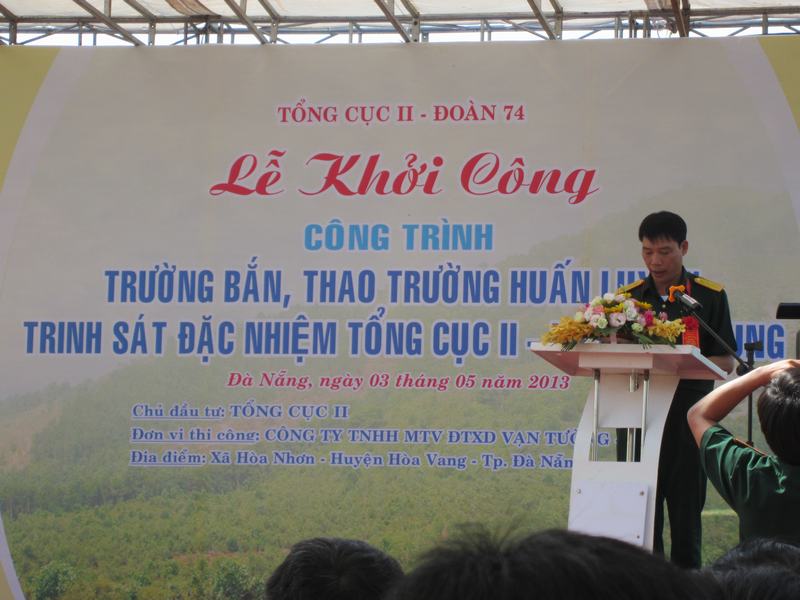 TỔNG CỤC II - ĐOÀN 74
Lễ Khởi Công
CÔNG TRÌNH
TRƯỜNG BẮN, THAO TRƯỜNG HUẤN
TRINH SÁT ĐẶC NHIỆM TỔNG CỤC II -
Đà Nẵng, ngày 03 tháng 05 năm 2013
Chủ đầu tư: TỔNG CỤC II
Đơn vị thi công: CÔNG TY TNHH MTV ĐTXD VẠN TƯỜNG
Địa điểm: Xã Hòa Nhơn - Huyện Hòa Vang - Tp. Đà Nẵng